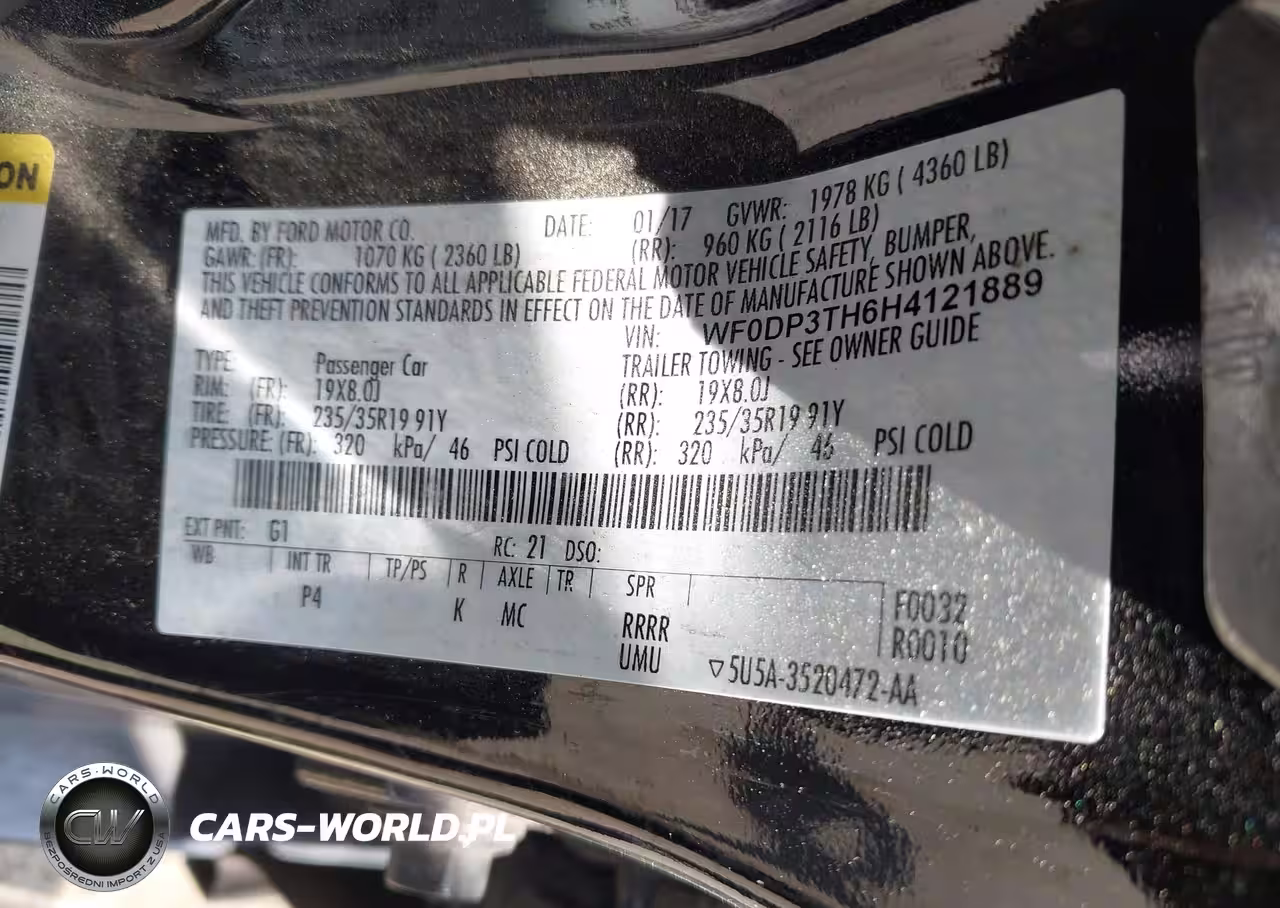 ON
MFD. BY FORD MOTOR CO. DATE: 01/17 GVWR: 1978 KG ( 4360 LB)
GAWR: (FR): 1070 KG ( 2360 LB) (RR): 960 KG ( 2116 LB)
THIS VEHICLE CONFORMS TO ALL APPLICABLE FEDERAL MOTOR VEHICLE SAFETY, BUMPER,
AND THEFT PREVENTION STANDARDS IN EFFECT ON THE DATE OF MANUFACTURE SHOWN ABOVE.
VIN: WF0DP3TH6H4121889
TYPE: Passenger Car TRAILER TOWING - SEE OWNER GUIDE
RIM: (FR): 19X8.0J (RR): 19X8.0J
TIRE: (FR): 235/35R19 91Y (RR): 235/35R19 91Y
PRESSURE: (FR): 320 kPa/ 46 PSI COLD (RR): 320 kPa/ 46 PSI COLD
EXT PNT: G1 RC: 21 DSO:
WB INT TR TP/PS R AXLE TR SPR
P4 K MC RRRR F0032
UMU R0010
▽5U5A-3520472-AA
CARS-WORLD
CW
BEZPOŚREDNI IMPORT Z USA
CARS-WORLD.PL